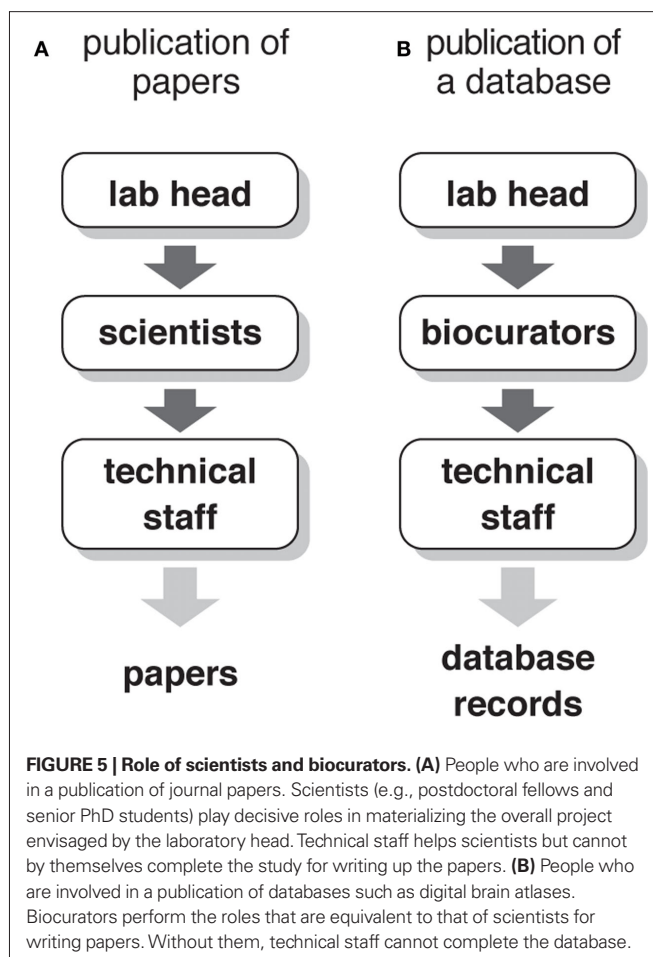 A publication of
papers
lab head
scientists
technical
staff
papers
B publication of
a database
lab head
biocurators
technical
staff
database
records
FIGURE 5 | Role of scientists and biocurators. (A) People who are involved
in a publication of journal papers. Scientists (e.g., postdoctoral fellows and
senior PhD students) play decisive roles in materializing the overall project
envisaged by the laboratory head. Technical staff helps scientists but cannot
by themselves complete the study for writing up the papers. (B) People who
are involved in a publication of databases such as digital brain atlases.
Biocurators perform the roles that are equivalent to that of scientists for
writing papers. Without them, technical staff cannot complete the database.